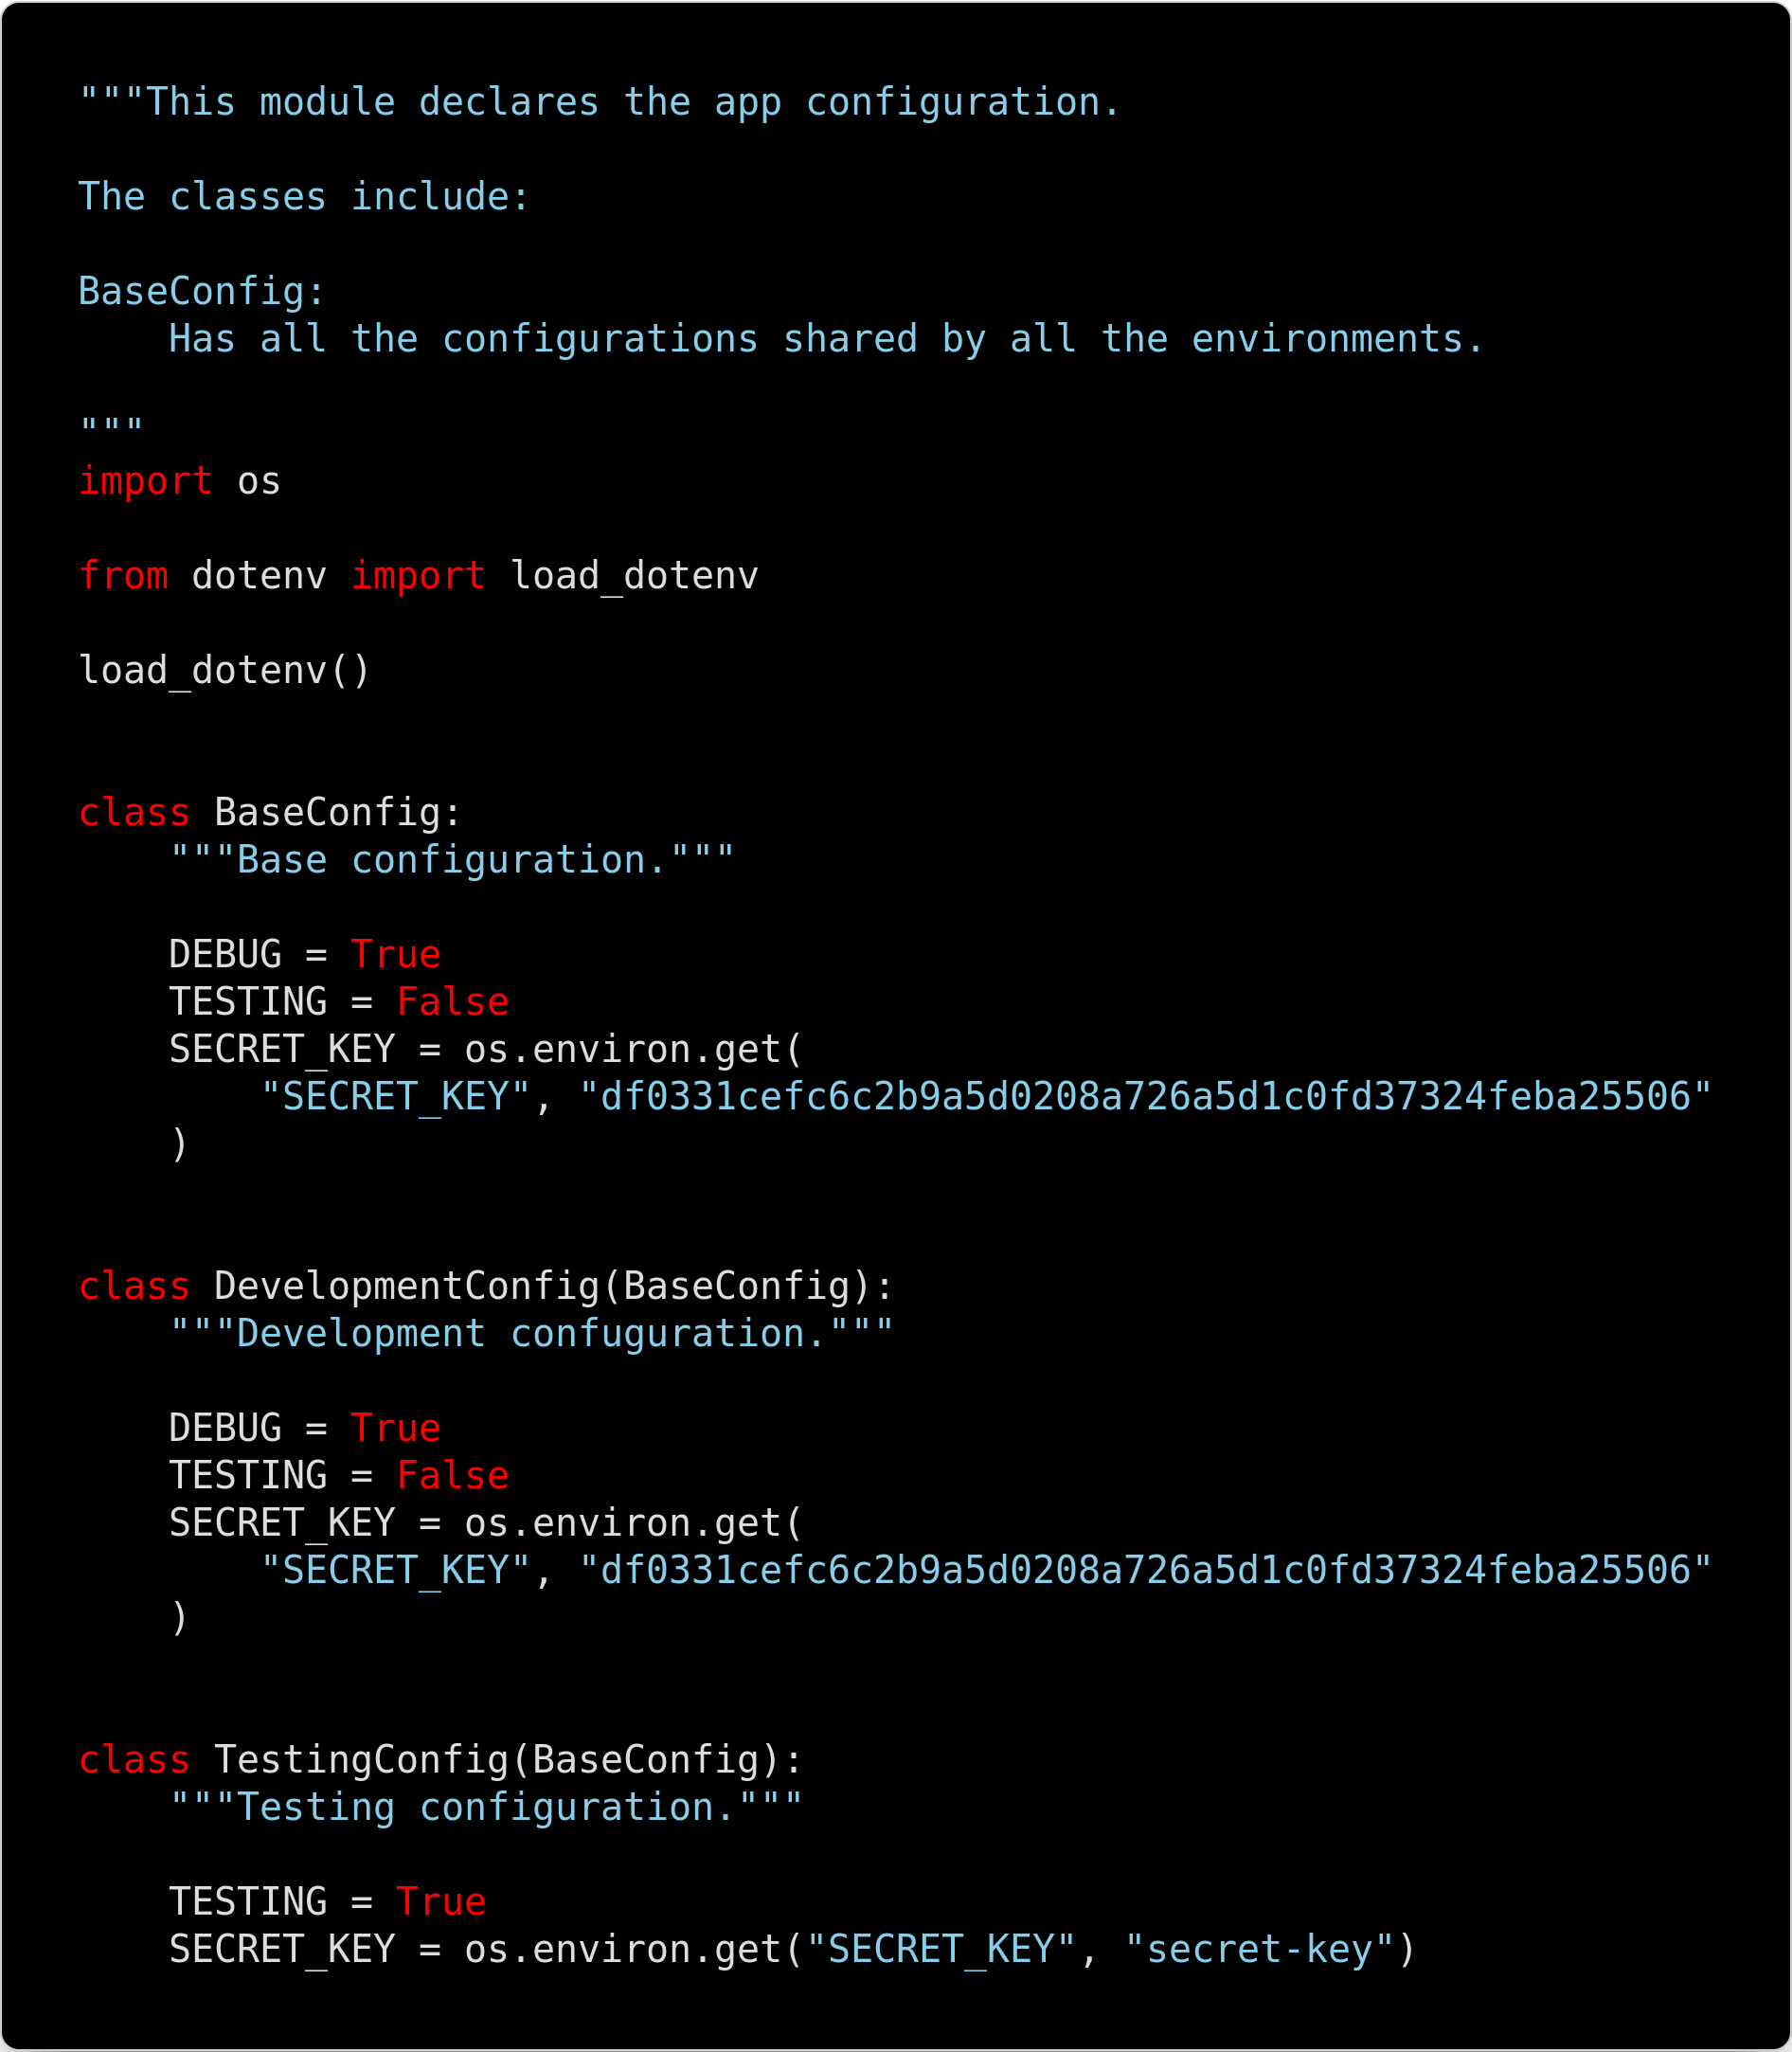 """This module declares the app configuration.
The classes include:
BaseConfig:
    Has all the configurations shared by all the environments.
"""
import os
from dotenv import load_dotenv
load_dotenv()
class BaseConfig:
    """Base configuration."""
    DEBUG = True
    TESTING = False
    SECRET_KEY = os.environ.get(
        "SECRET_KEY", "df0331cefc6c2b9a5d0208a726a5d1c0fd37324feba25506"
    )
class DevelopmentConfig(BaseConfig):
    """Development confuguration."""
    DEBUG = True
    TESTING = False
    SECRET_KEY = os.environ.get(
        "SECRET_KEY", "df0331cefc6c2b9a5d0208a726a5d1c0fd37324feba25506"
    )
class TestingConfig(BaseConfig):
    """Testing configuration."""
    TESTING = True
    SECRET_KEY = os.environ.get("SECRET_KEY", "secret-key")